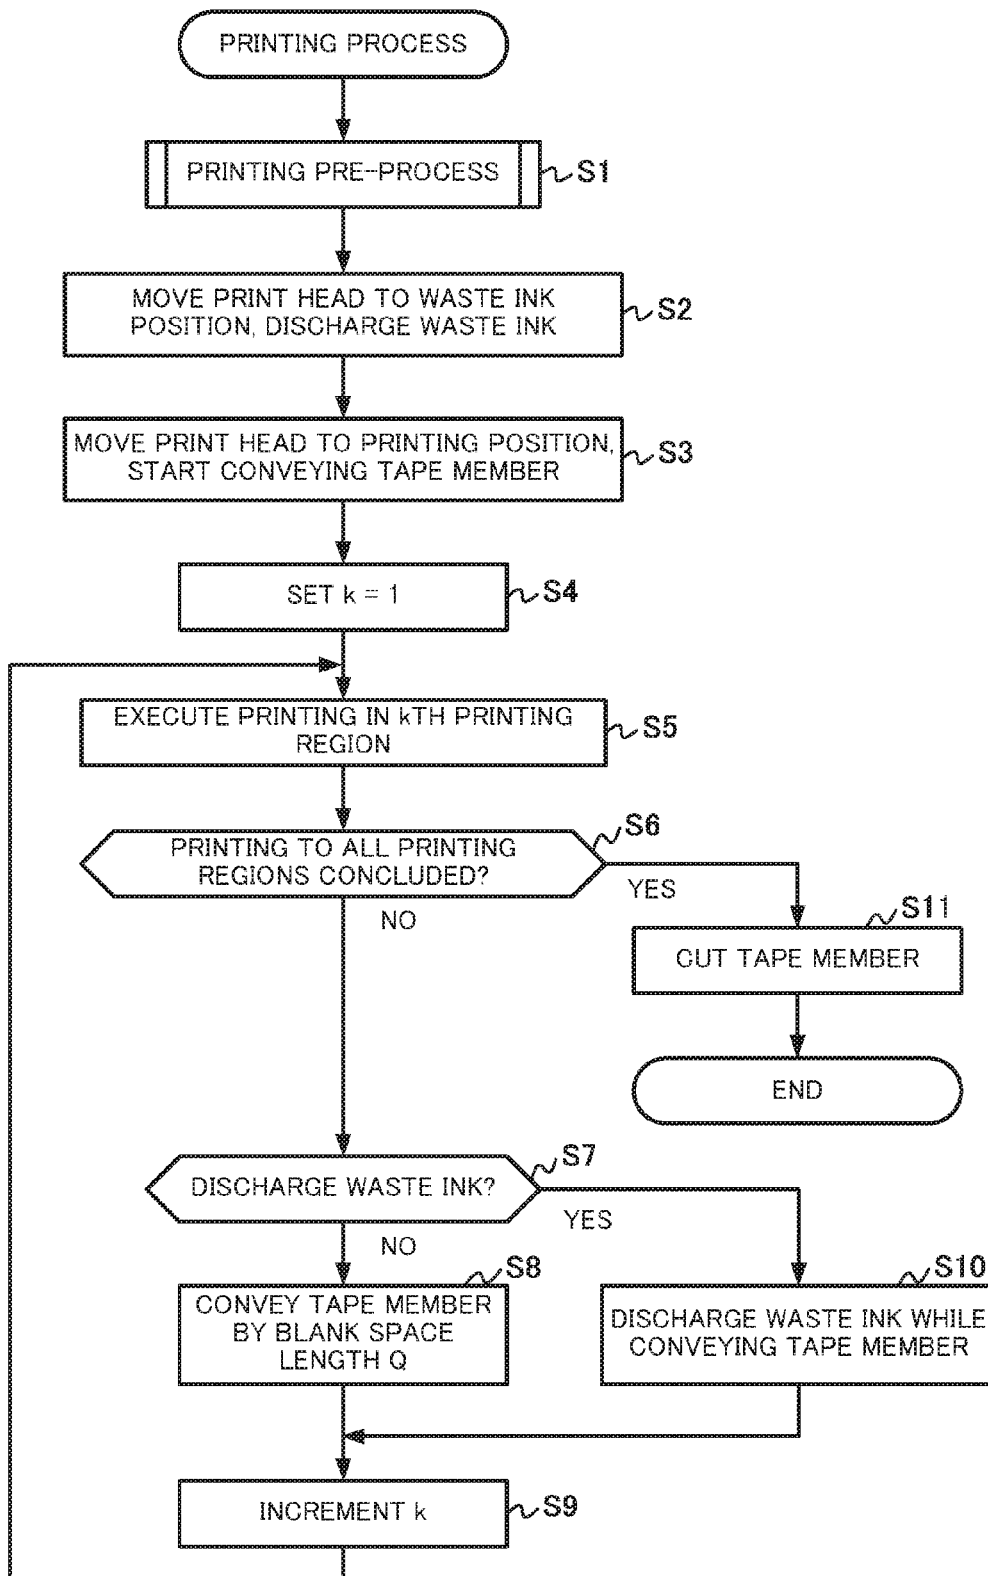 PRINTING PROCESS
PRINTING PRE-PROCESS
S1
MOVE PRINT HEAD TO WASTE INK
POSITION, DISCHARGE WASTE INK
S2
MOVE PRINT HEAD TO PRINTING POSITION,
START CONVEYING TAPE MEMBER
S3
SET k = 1
S4
EXECUTE PRINTING IN kTH PRINTING
REGION
S5
PRINTING TO ALL PRINTING
REGIONS CONCLUDED?
S6
YES
NO
S11
CUT TAPE MEMBER
END
DISCHARGE WASTE INK?
S7
YES
NO
S8
CONVEY TAPE MEMBER
BY BLANK SPACE
LENGTH Q
S10
DISCHARGE WASTE INK WHILE
CONVEYING TAPE MEMBER
INCREMENT k
S9